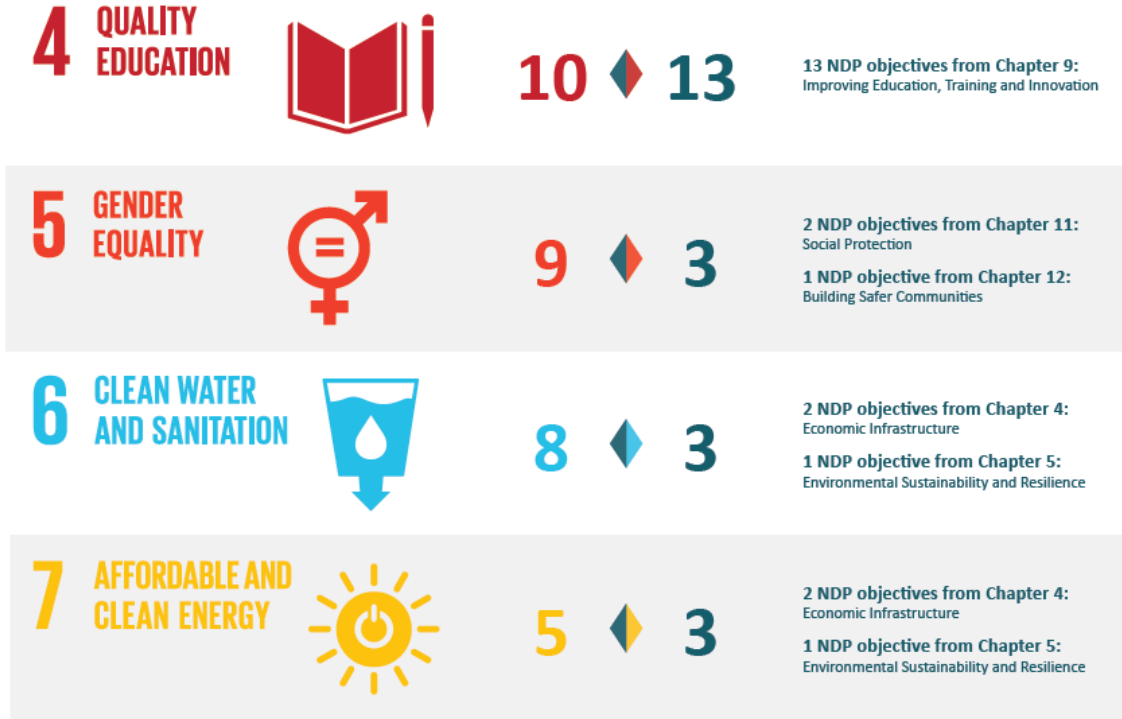 4 QUALITY
EDUCATION
10 13
13 NDP objectives from Chapter 9:
Improving Education, Training and Innovation
5 GENDER
EQUALITY
=
9 3
2 NDP objectives from Chapter 11:
Social Protection
1 NDP objective from Chapter 12:
Building Safer Communities
6 CLEAN WATER
AND SANITATION
8 3
2 NDP objectives from Chapter 4:
Economic Infrastructure
1 NDP objective from Chapter 5:
Environmental Sustainability and Resilience
7 AFFORDABLE AND
CLEAN ENERGY
5 3
2 NDP objectives from Chapter 4:
Economic Infrastructure
1 NDP objective from Chapter 5:
Environmental Sustainability and Resilience